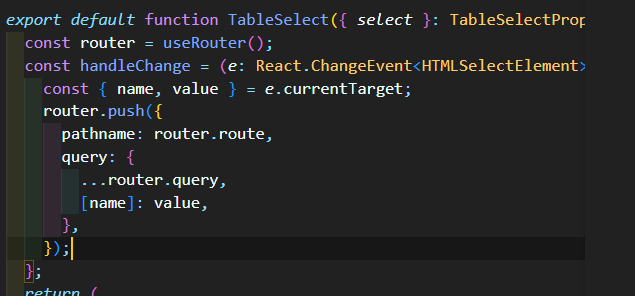 export default function TableSelect({ select }: TableSelectProp
const router = useRouter();
const handleChange = (e: React.ChangeEvent<HTMLSelectElement>
const { name, value } = e.currentTarget;
router.push({
pathname: router.route,
query: {
...router.query,
[name]: value,
},
});
};
return (